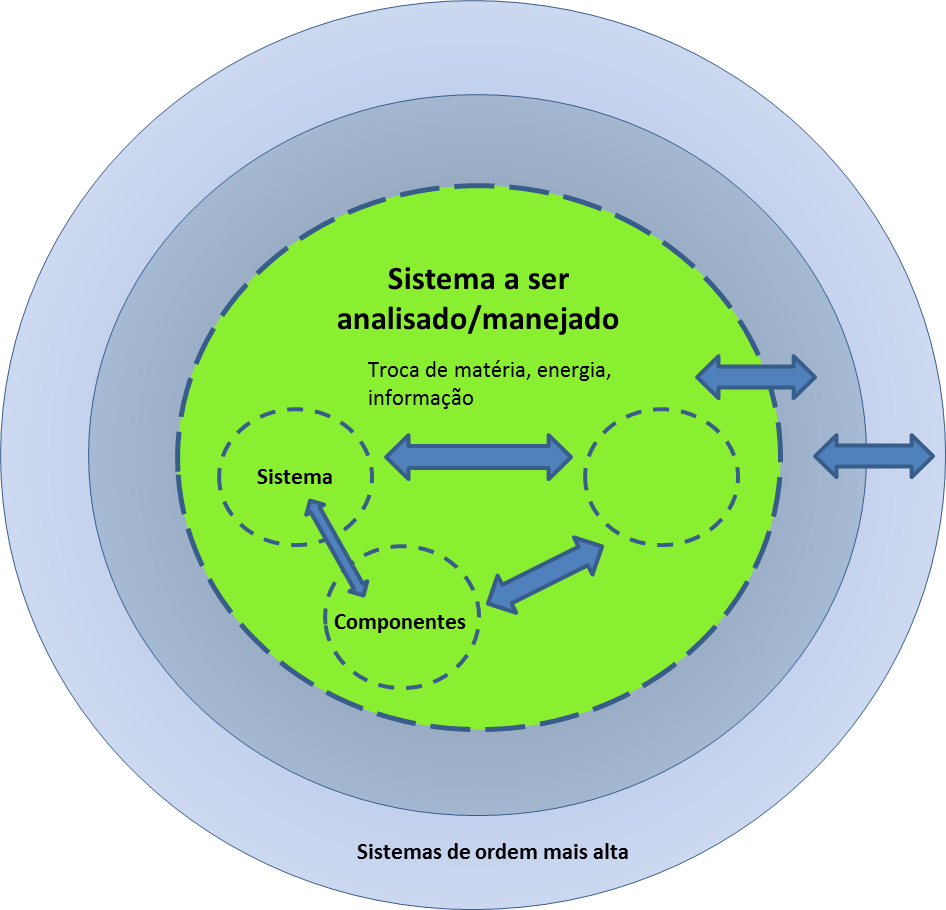 Sistema a ser
analisado/manejado
Troca de matéria, energia,
informação
Sistema
Componentes
Sistemas de ordem mais alta